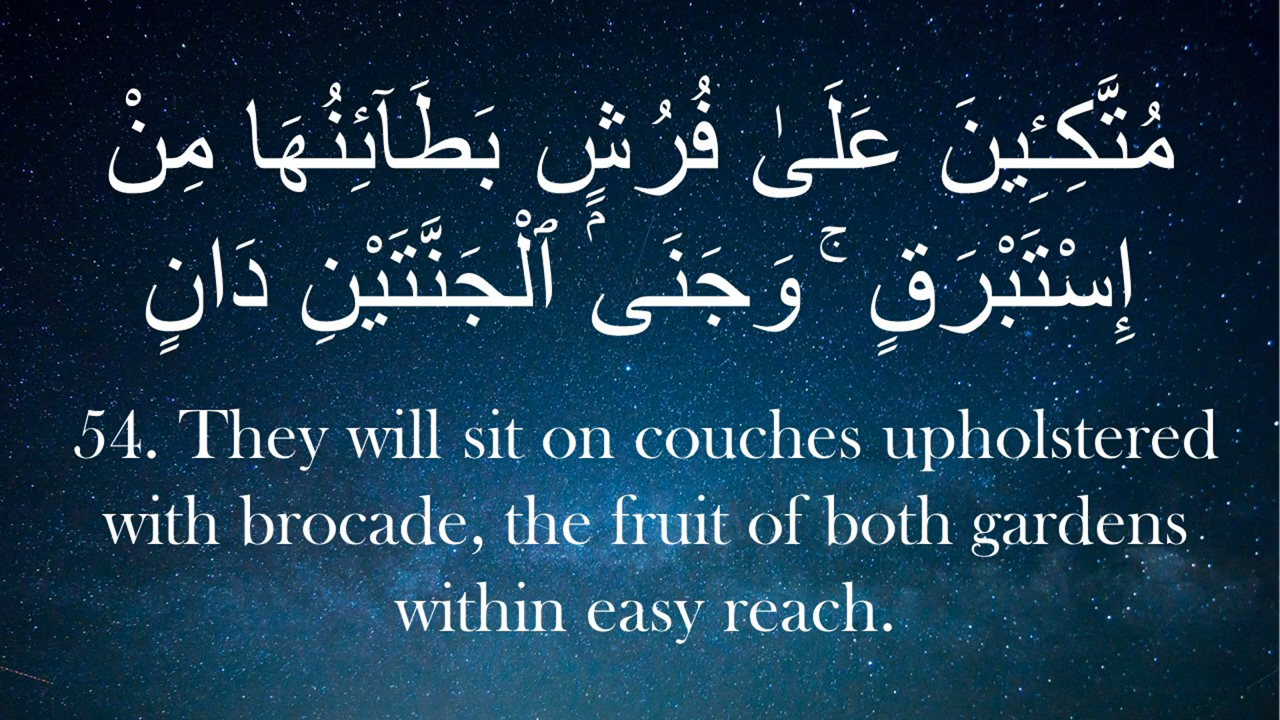 مُتَّكِـِٔينَ عَلَىٰ فُرُشٍۭ بَطَآئِنُهَا مِنْ
إِسْتَبْرَقٍ ۚ وَجَنَى ٱلْجَنَّتَيْنِ دَانٍ
54. They will sit on couches upholstered
with brocade, the fruit of both gardens
within easy reach.